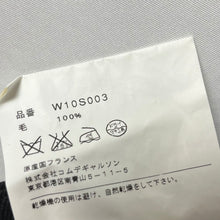 品番 W10S003
毛 100%
原産国フランス
株式会社コムデギャルソン
東京都港区南青山5-11-5
乾燥機の使用は避け、自然乾燥をして下さい。